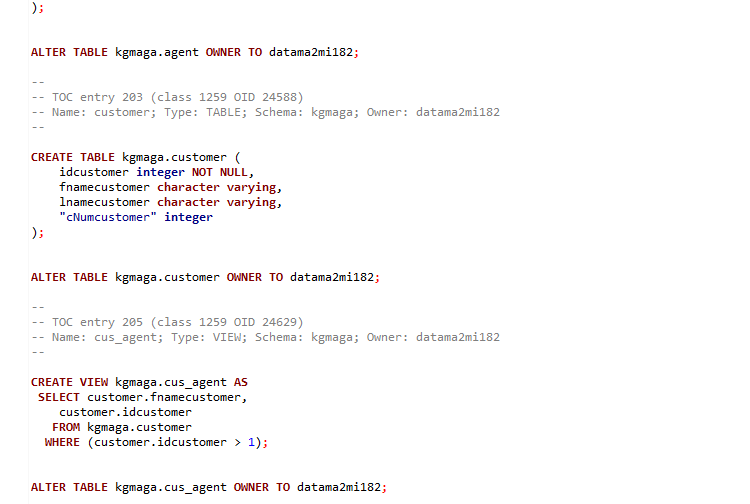 );
ALTER TABLE kgmaga.agent OWNER TO datama2mi182;
--
-- TOC entry 203 (class 1259 OID 24588)
-- Name: customer; Type: TABLE; Schema: kgmaga; Owner: datama2mi182
--
CREATE TABLE kgmaga.customer (
    idcustomer integer NOT NULL,
    fnamecustomer character varying,
    lnamecustomer character varying,
    "cNumcustomer" integer
);
ALTER TABLE kgmaga.customer OWNER TO datama2mi182;
--
-- TOC entry 205 (class 1259 OID 24629)
-- Name: cus_agent; Type: VIEW; Schema: kgmaga; Owner: datama2mi182
--
CREATE VIEW kgmaga.cus_agent AS
 SELECT customer.fnamecustomer,
    customer.idcustomer
   FROM kgmaga.customer
  WHERE (customer.idcustomer > 1);
ALTER TABLE kgmaga.cus_agent OWNER TO datama2mi182;